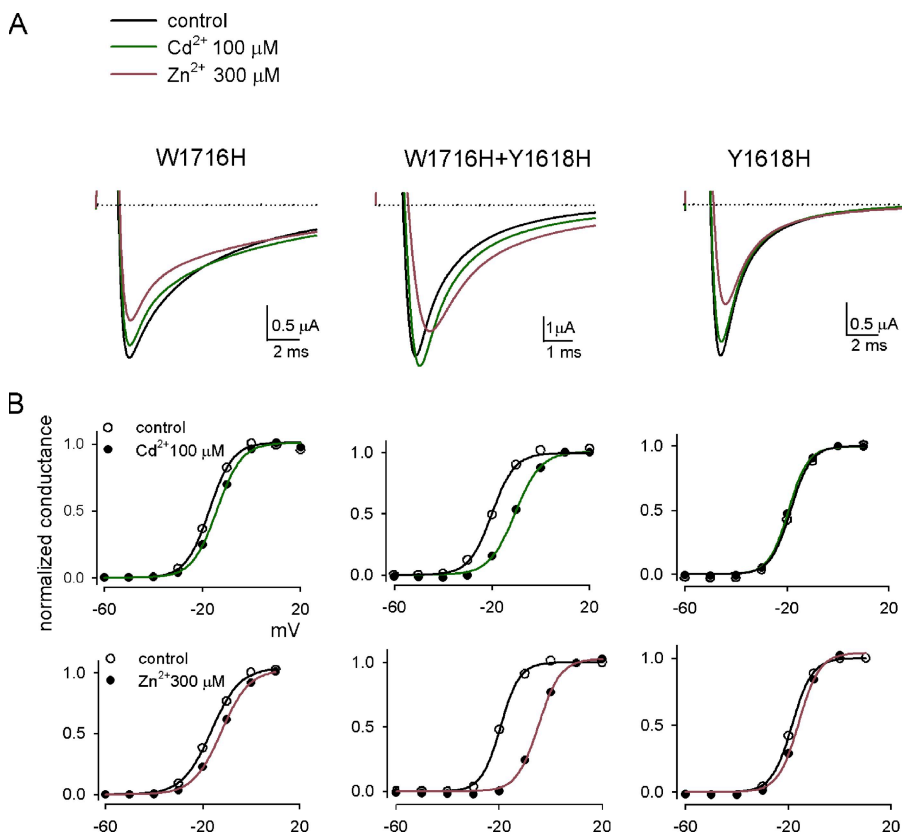 A
control
Cd²⁺ 100 µM
Zn²⁺ 300 µM
W1716H
W1716H+Y1618H
Y1618H
0.5 µA
2 ms
1µA
1 ms
0.5 µA
2 ms
B
normalized conductance
control
Cd²⁺100 µM
1.0
0.5
0.0
-60
-20
20
mV
1.0
0.5
0.0
-60
-20
20
1.0
0.5
0.0
-60
-20
20
control
Zn²⁺300 µM
1.0
0.5
0.0
-60
-20
20
1.0
0.5
0.0
-60
-20
20
1.0
0.5
0.0
-60
-20
20